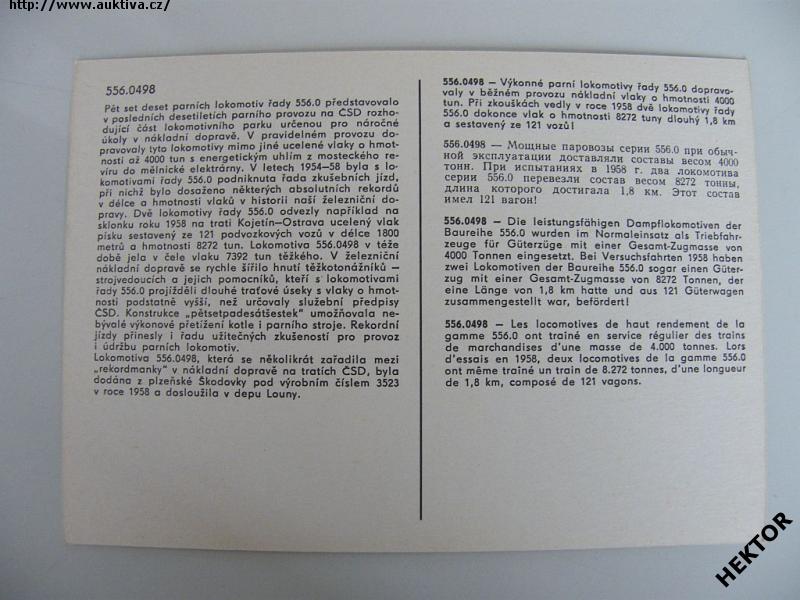 http://www.auktiva.cz/
556.0498
Pět set deset parních lokomotiv řady 556.0 představovalo
v posledních desetiletích parního provozu na ČSD rozho-
dující část lokomotivního parku určenou pro náročné
úkoly v nákladní dopravě. V pravidelném provozu do-
pravovaly tyto lokomotivy mimo jiné ucelené vlaky o hmot-
nosti až 4000 tun s energetickým uhlím z mosteckého re-
víru do mělnické elektrárny. V letech 1954–58 byla s lo-
komotivami řady 556.0 podniknuta řada zkušebních jízd,
při nichž bylo dosaženo některých absolutních rekordů
v délce a hmotnosti vlaků v historii naší železniční do-
pravy. Dvě lokomotivy řady 556.0 odvezly například na
sklonku roku 1958 na trati Kojetín–Ostrava ucelený vlak
písku sestavený ze 121 podvozkových vozů v délce 1800
metrů a hmotnosti 8272 tun. Lokomotiva 556.0498 v téže
době jela v čele vlaku 7392 tun těžkého. V železniční
nákladní dopravě se rychle šířilo hnutí těžkotonážníků –
strojvedoucích a jejich pomocníků, kteří s lokomotivami
řady 556.0 projížděli dlouhé traťové úseky s vlaky o hmot-
nosti podstatně vyšší, než určovaly služební předpisy
ČSD. Konstrukce „pětsetpadesátšestek" umožňovala ne-
bývalé výkonové přetížení kotle i parního stroje. Rekordní
jízdy přinesly i řadu užitečných zkušeností pro provoz
i údržbu parních lokomotiv.
Lokomotiva 556.0498, která se několikrát zařadila mezi
„rekordmanky" v nákladní dopravě na tratích ČSD, byla
dodána z plzeňské Škodovky pod výrobním číslem 3523
v roce 1958 a dosloužila v depu Louny.
556.0498 – Výkonné parní lokomotivy řady 556.0 dopravo-
valy v běžném provozu nákladní vlaky o hmotnosti 4000
tun. Při zkouškách vedly v roce 1958 dvě lokomotivy řady
556.0 dokonce vlak o hmotnosti 8272 tuny dlouhý 1,8 km
a sestavený ze 121 vozů!
556.0498 — Мощные паровозы серии 556.0 при обыч-
ной эксплуатации доставляли составы весом 4000
тонн. При испытаниях в 1958 г. два локомотива
серии 556.0 перевезли состав весом 8272 тонны,
длина которого достигала 1,8 км. Этот состав
имел 121 вагон!
556.0498 – Die leistungsfähigen Dampflokomotiven der
Baureihe 556.0 wurden im Normaleinsatz als Triebfahr-
zeuge für Güterzüge mit einer Gesamt-Zugmasse von
4000 Tonnen eingesetzt. Bei Versuchsfahrten 1958 haben
zwei Lokomotiven der Baureihe 556.0 sogar einen Güter-
zug mit einer Gesamt-Zugmasse von 8272 Tonnen, der
eine Länge von 1,8 km hatte und aus 121 Güterwagen
zusammengestellt war, befördert!
556.0498 – Les locomotives de haut rendement de la
gamme 556.0 ont traîné en service régulier des trains
de marchandises d'une masse de 4.000 tonnes. Lors
d'essais en 1958, deux locomotives de la gamme 556.0
ont même traîné un train de 8.272 tonnes, d'une longueur
de 1,8 km, composé de 121 vagons.
HEKTOR